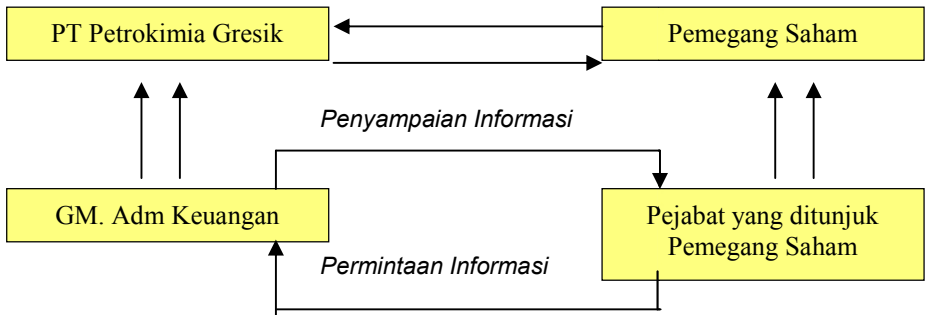 PT Petrokimia Gresik
Pemegang Saham
Penyampaian Informasi
GM. Adm Keuangan
Pejabat yang ditunjuk
Pemegang Saham
Permintaan Informasi